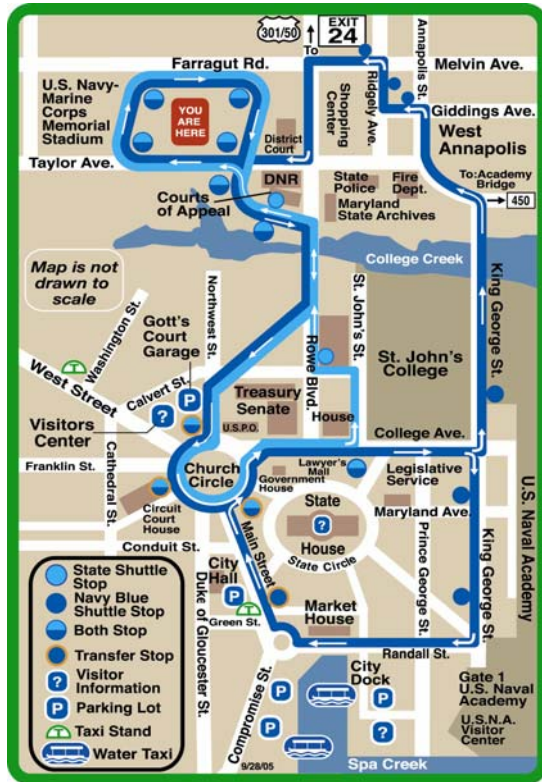 301/50
EXIT
24
To
Farragut Rd.
Annapolis St.
Melvin Ave.
Ridgely Ave.
U.S. Navy-
Marine
Corps
Memorial
Stadium
YOU
ARE
HERE
Shopping
Center
Giddings Ave.
West
Annapolis
District
Court
Taylor Ave.
DNR
State
Police
Fire
Dept.
To:Academy
Bridge
450
Courts
of Appeal
Maryland
State Archives
College Creek
Map is not
drawn to
scale
Northwest St.
St. John's St.
King George St.
Washington St.
Gott's
Court
Garage
Rowe Blvd.
St. John's
College
West Street
Calvert St.
P
?
Treasury
Senate
House
Visitors
Center
U.S.P.O.
College Ave.
Franklin St.
Cathedral St.
Church
Circle
Lawyer's
Mall
Government
House
Legislative
Service
Circuit
Court
House
State
?
House
State Circle
Maryland Ave.
Prince George St.
King George St.
U.S. Naval Academy
Conduit St.
Main Street
City
Hall
P
Green St.
Duke of Gloucester St.
Market
House
Randall St.
State Shuttle
Stop
Navy Blue
Shuttle Stop
Both Stop
Transfer Stop
?
Visitor
Information
P
Parking Lot
T
Taxi Stand
Water Taxi
Compromise St.
City
Dock
P
P
P
P
?
Gate 1
U.S. Naval
Academy
U.S.N.A.
Visitor
Center
9/28/05
Spa Creek